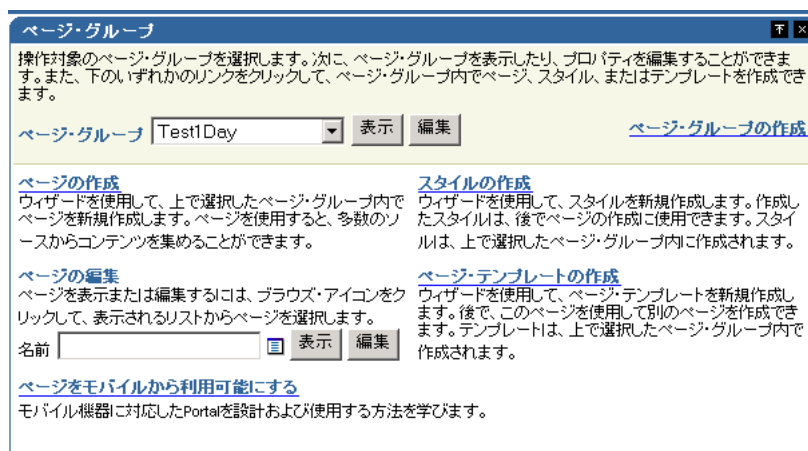 ページ・グループ
操作対象のページ・グループを選択します。次に、ページ・グループを表示したり、プロパティを編集することができま
す。また、下のいずれかのリンクをクリックして、ページ・グループ内でページ、スタイル、またはテンプレートを作成でき
ます。
ページ・グループ Test1Day 表示 編集 ページ・グループの作成
ページの作成
ウィザードを使用して、上で選択したページ・グループ内で
ページを新規作成します。ページを使用すると、多数のソ
ースからコンテンツを集めることができます。
スタイルの作成
ウィザードを使用して、スタイルを新規作成します。作成し
たスタイルは、後でページの作成に使用できます。スタイ
ルは、上で選択したページ・グループ内に作成されます。
ページの編集
ページを表示または編集するには、ブラウズ・アイコンをク
リックして、表示されるリストからページを選択します。
名前 表示 編集
ページ・テンプレートの作成
ウィザードを使用して、ページ・テンプレートを新規作成し
ます。後で、このページを使用して別のページを作成でき
ます。テンプレートは、上で選択したページ・グループ内で
作成されます。
ページをモバイルから利用可能にする
モバイル機器に対応したPortalを設計および使用する方法を学びます。